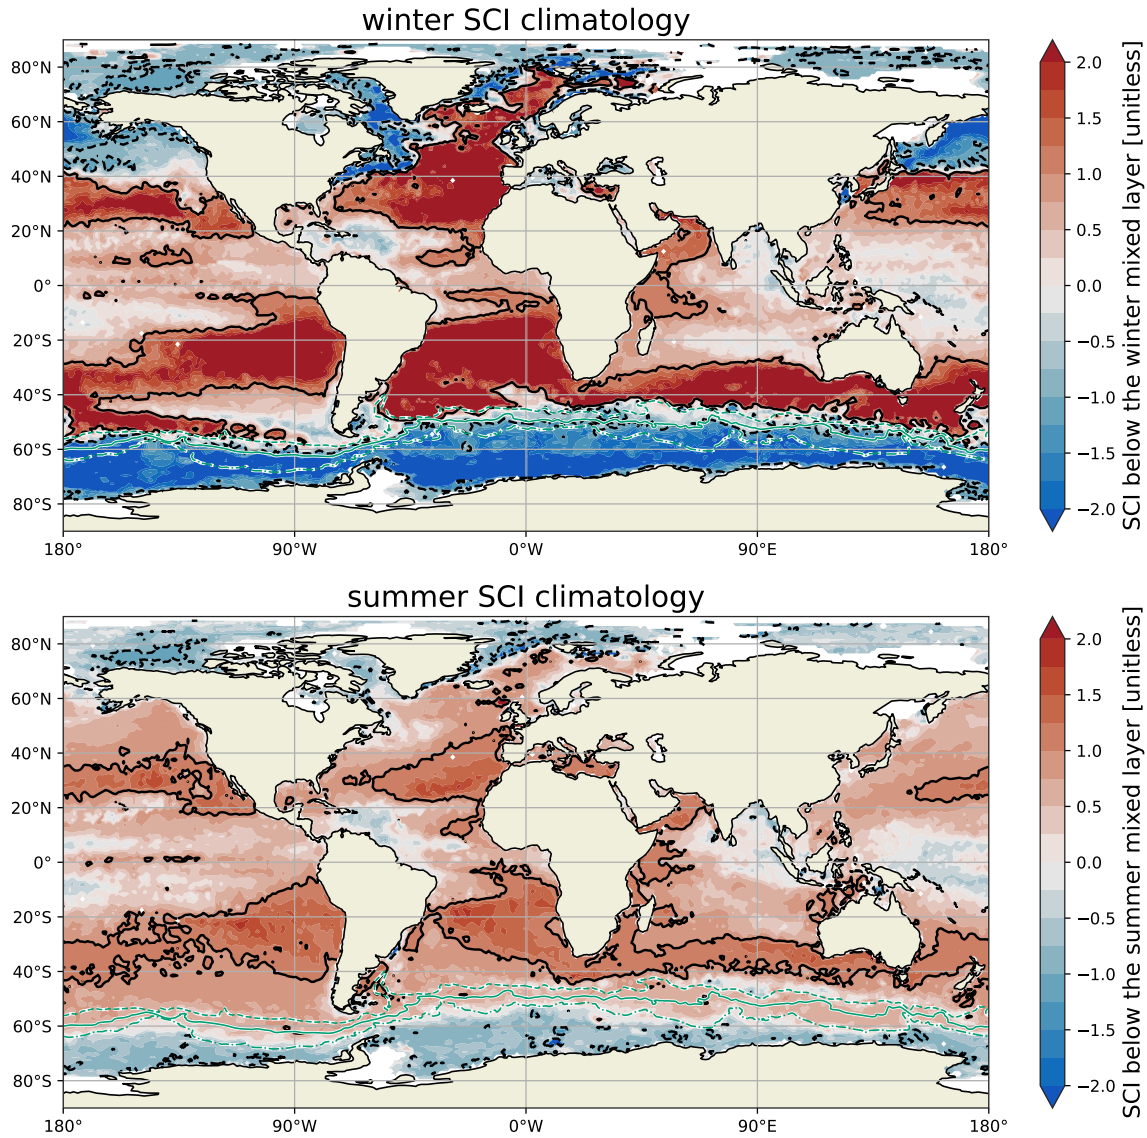 winter SCI climatology
80°N
60°N
40°N
20°N
0°
20°S
40°S
60°S
80°S
180°
90°W
0°W
90°E
180°
2.0
1.5
1.0
0.5
0.0
−0.5
−1.0
−1.5
−2.0
SCI below the winter mixed layer [unitless]
summer SCI climatology
80°N
60°N
40°N
20°N
0°
20°S
40°S
60°S
80°S
180°
90°W
0°W
90°E
180°
2.0
1.5
1.0
0.5
0.0
−0.5
−1.0
−1.5
−2.0
SCI below the summer mixed layer [unitless]